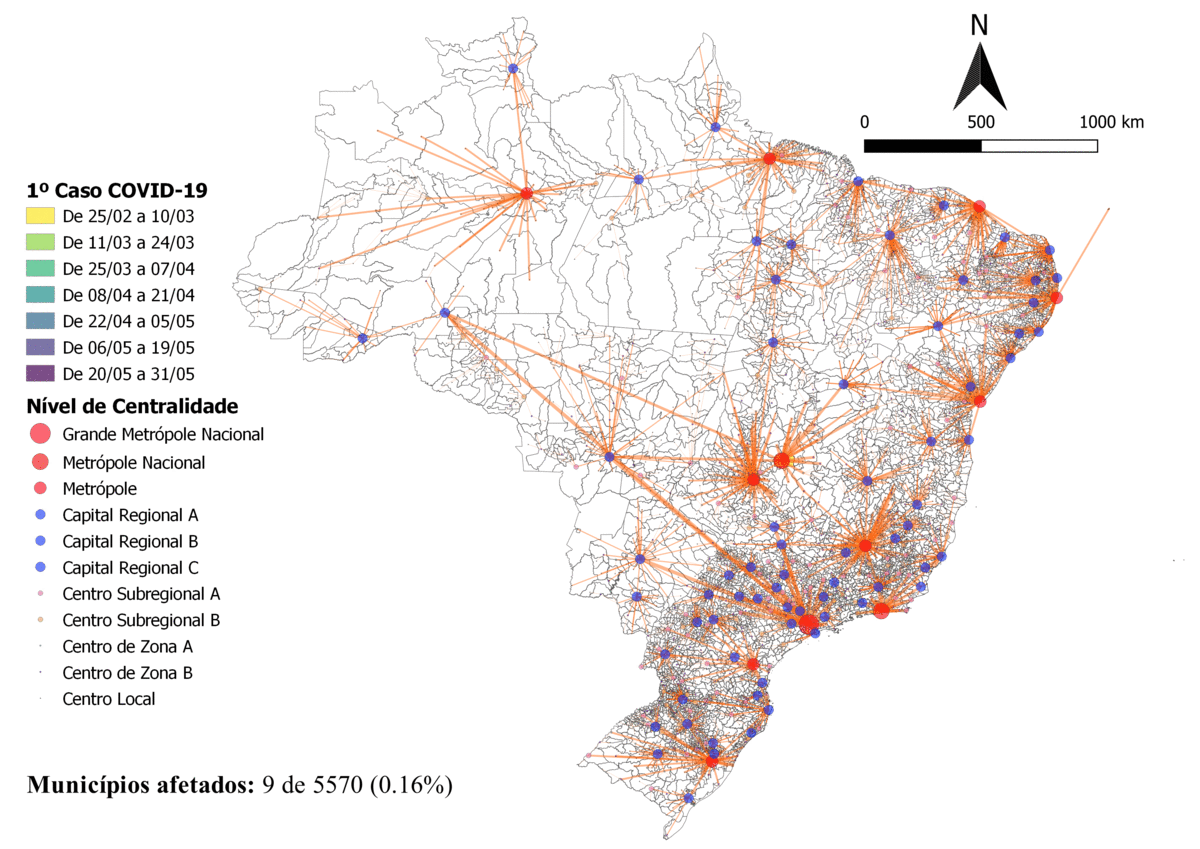 N
0 500 1000 km
1º Caso COVID-19
De 25/02 a 10/03
De 11/03 a 24/03
De 25/03 a 07/04
De 08/04 a 21/04
De 22/04 a 05/05
De 06/05 a 19/05
De 20/05 a 31/05
Nível de Centralidade
Grande Metrópole Nacional
Metrópole Nacional
Metrópole
Capital Regional A
Capital Regional B
Capital Regional C
Centro Subregional A
Centro Subregional B
Centro de Zona A
Centro de Zona B
Centro Local
Municípios afetados: 9 de 5570 (0.16%)